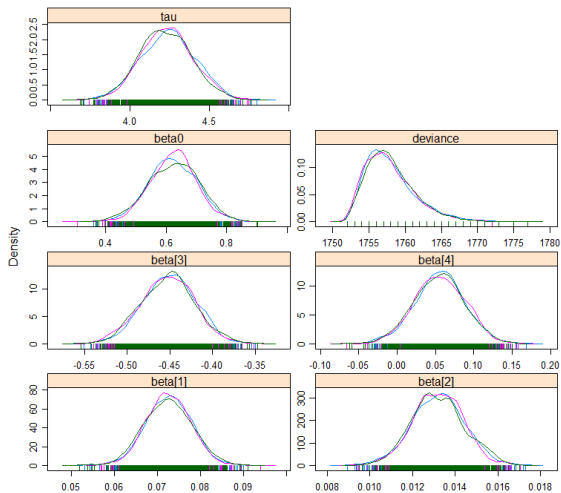 tau
0.0 0.5 1.0 1.5 2.0 2.5
4.0 4.5
beta0
deviance
0 1 2 3 4 5
0.00 0.05 0.10
0.4 0.6 0.8
1750 1755 1760 1765 1770 1775 1780
Density
beta[3]
beta[4]
0 5 10
0 5 10
-0.55 -0.50 -0.45 -0.40 -0.35
-0.10 -0.05 0.00 0.05 0.10 0.15 0.20
beta[1]
beta[2]
0 20 40 60 80
0 100 200 300
0.05 0.06 0.07 0.08 0.09
0.008 0.010 0.012 0.014 0.016 0.018